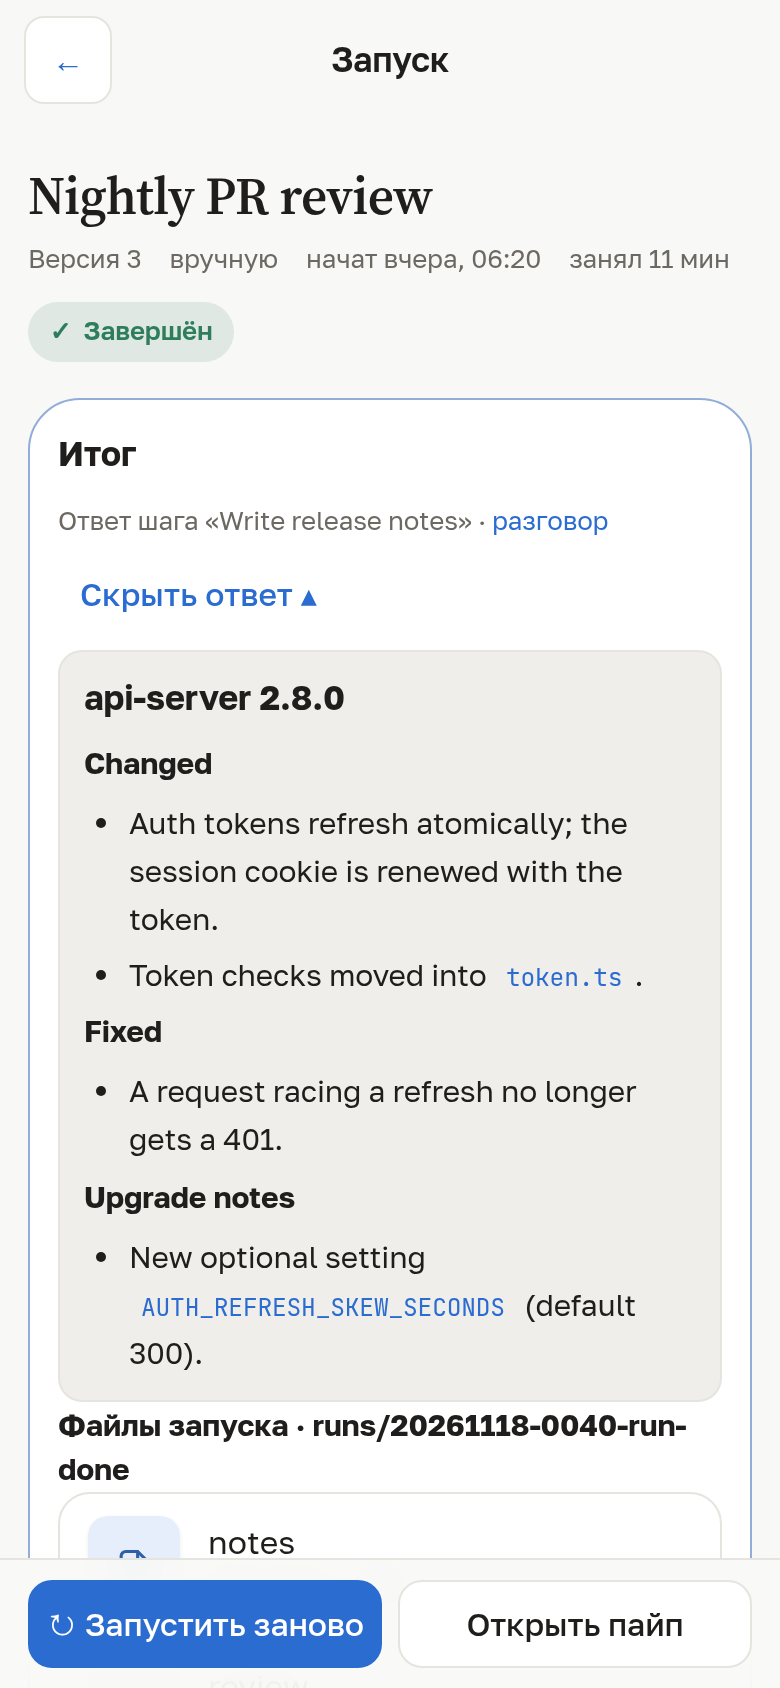 ←
Запуск
Nightly PR review
Версия 3 вручную начат вчера, 06:20 занял 11 мин
✓ Завершён
Итог
Ответ шага «Write release notes» · разговор
Скрыть ответ ▴
api-server 2.8.0
Changed
• Auth tokens refresh atomically; the
session cookie is renewed with the
token.
• Token checks moved into token.ts .
Fixed
• A request racing a refresh no longer
gets a 401.
Upgrade notes
• New optional setting
AUTH_REFRESH_SKEW_SECONDS (default
300).
Файлы запуска · runs/20261118-0040-run-
done
notes
↻ Запустить заново
Открыть пайп
review